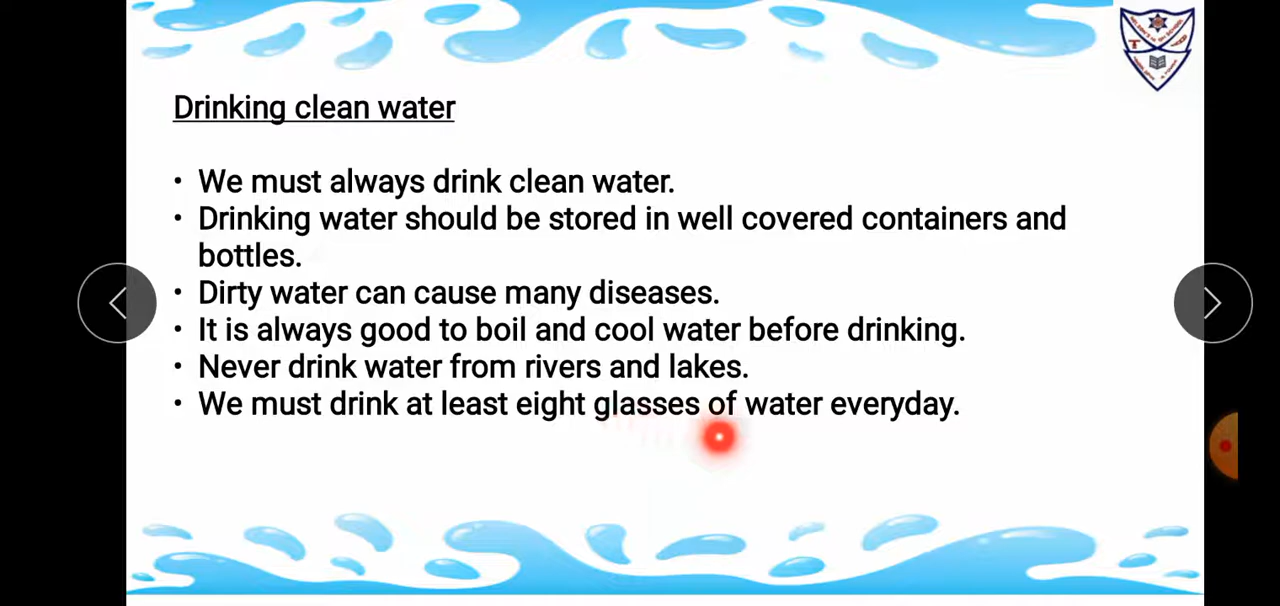 Drinking clean water
• We must always drink clean water.
• Drinking water should be stored in well covered containers and
bottles.
• Dirty water can cause many diseases.
• It is always good to boil and cool water before drinking.
• Never drink water from rivers and lakes.
• We must drink at least eight glasses of water everyday.